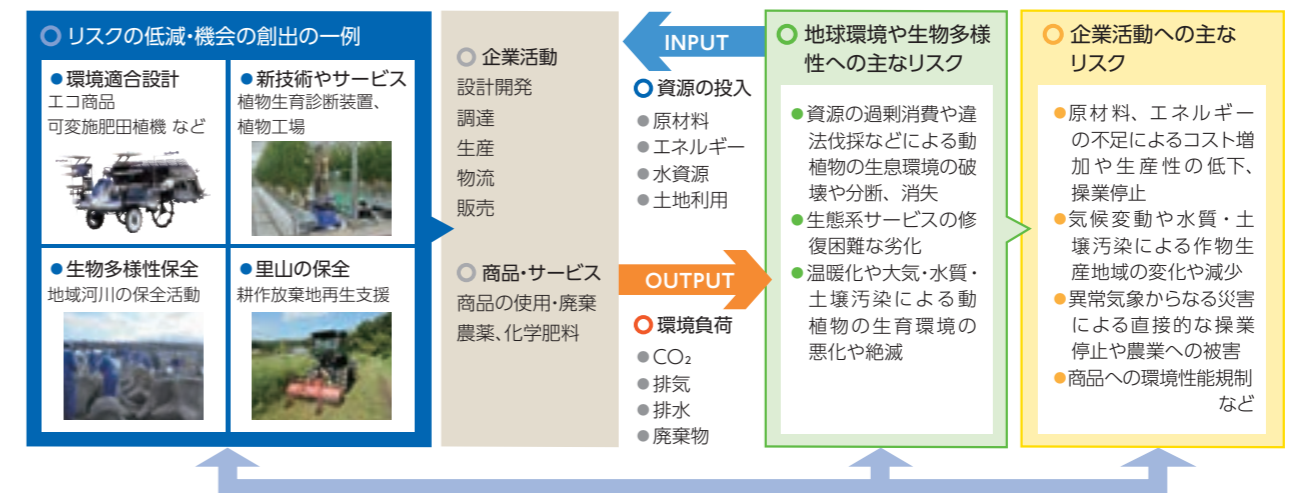 リスクの低減・機会の創出の一例
●環境適合設計
エコ商品
可変施肥田植機 など
●新技術やサービス
植物生育診断装置、
植物工場
●生物多様性保全
地域河川の保全活動
●里山の保全
耕作放棄地再生支援
企業活動
設計開発
調達
生産
物流
販売
商品・サービス
商品の使用・廃棄
農薬、化学肥料
INPUT
資源の投入
●原材料
●エネルギー
●水資源
●土地利用
OUTPUT
環境負荷
●CO₂
●排気
●排水
●廃棄物
地球環境や生物多様
性への主なリスク
●資源の過剰消費や違
法伐採などによる動
植物の生息環境の破
壊や分断、消失
●生態系サービスの修
復困難な劣化
●温暖化や大気・水質・
土壌汚染による動
植物の生育環境の
悪化や絶滅
企業活動への主な
リスク
●原材料、エネルギー
の不足によるコスト増
加や生産性の低下、
操業停止
●気候変動や水質・土
壌汚染による作物生
産地域の変化や減少
●異常気象からなる災害
による直接的な操業
停止や農業への被害
●商品への環境性能規制
など